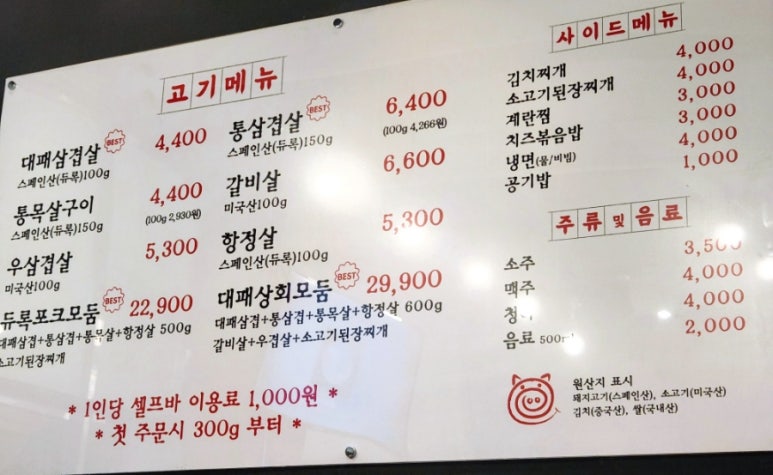 고기메뉴
대패삼겹살 BEST 4,400
스페인산(듀록)100g
통목살구이 4,400
스페인산(듀록)150g (100g 2,930원)
우삼겹살 5,300
미국산100g
듀록포크모둠 BEST 22,900
대패삼겹+통삼겹+통목살+항정살 500g
소고기된장찌개
통삼겹살 BEST 6,400
스페인산(듀록)150g (100g 4,266원)
갈비살 6,600
미국산100g
항정살 5,300
스페인산(듀록)100g
대패상회모둠 BEST 29,900
대패삼겹+통삼겹+통목살+항정살 600g
갈비살+우겹살+소고기된장찌개
* 1인당 셀프바 이용료 1,000원 *
* 첫 주문시 300g 부터 *
사이드메뉴
김치찌개 4,000
소고기된장찌개 4,000
계란찜 3,000
치즈볶음밥 3,000
냉면(물/비빔) 4,000
공기밥 1,000
주류 및 음료
소주 3,500
맥주 4,000
4,000
음료 2,000
원산지 표시
돼지고기(스페인산), 소고기(미국산)
김치(중국산), 쌀(국내산)